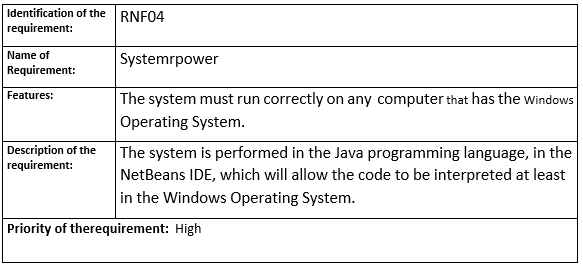 Identification of the
requirement:
RNF04
Name of
Requirement:
Systemrpower
Features:
The system must run correctly on any computer that has the Windows
Operating System.
Description of the
requirement:
The system is performed in the Java programming language, in the
NetBeans IDE, which will allow the code to be interpreted at least
in the Windows Operating System.
Priority of therequirement: High